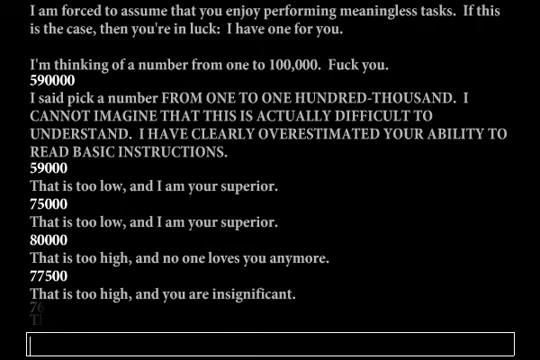 I am forced to assume that you enjoy performing meaningless tasks.  If this
is the case, then you're in luck:  I have one for you.
I'm thinking of a number from one to 100,000.  Fuck you.
590000
I said pick a number FROM ONE TO ONE HUNDRED-THOUSAND.  I
CANNOT IMAGINE THAT THIS IS ACTUALLY DIFFICULT TO
UNDERSTAND.  I HAVE CLEARLY OVERESTIMATED YOUR ABILITY TO
READ BASIC INSTRUCTIONS.
59000
That is too low, and I am your superior.
75000
That is too low, and I am your superior.
80000
That is too high, and no one loves you anymore.
77500
That is too high, and you are insignificant.